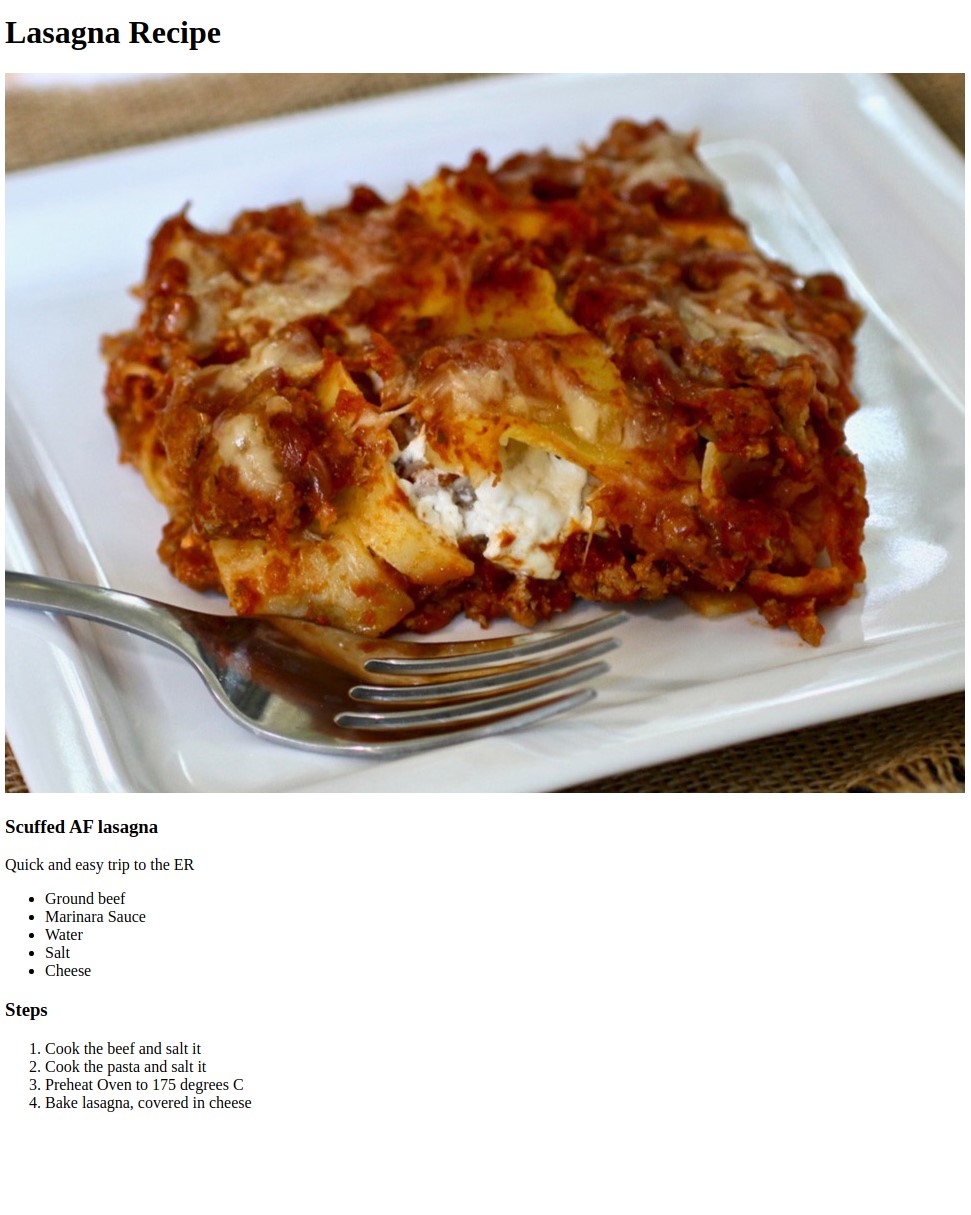 Lasagna Recipe
Scuffed AF lasagna
Quick and easy trip to the ER
• Ground beef
• Marinara Sauce
• Water
• Salt
• Cheese
Steps
1. Cook the beef and salt it
2. Cook the pasta and salt it
3. Preheat Oven to 175 degrees C
4. Bake lasagna, covered in cheese